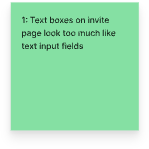 1: Text boxes on invite
page look too much like
text input fields